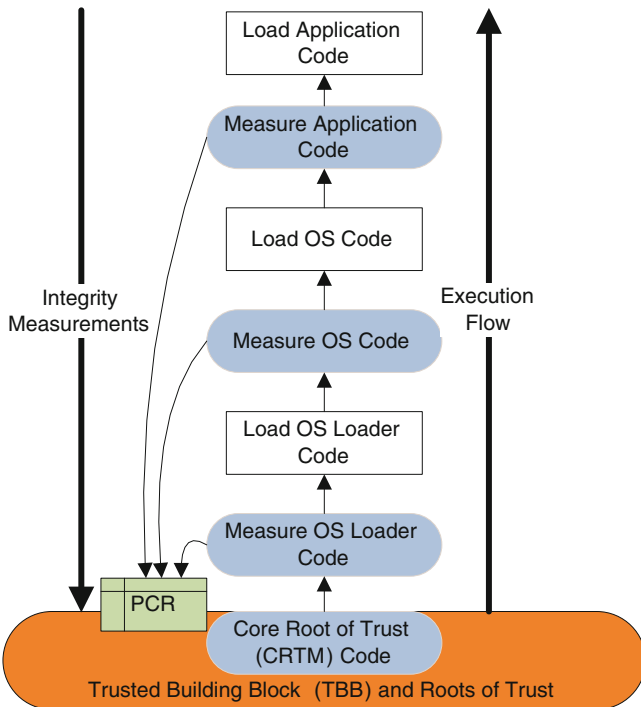 Load Application
Code
Measure Application
Code
Load OS Code
Integrity
Measurements
Execution
Flow
Measure OS Code
Load OS Loader
Code
Measure OS Loader
Code
PCR
Core Root of Trust
(CRTM) Code
Trusted Building Block (TBB) and Roots of Trust